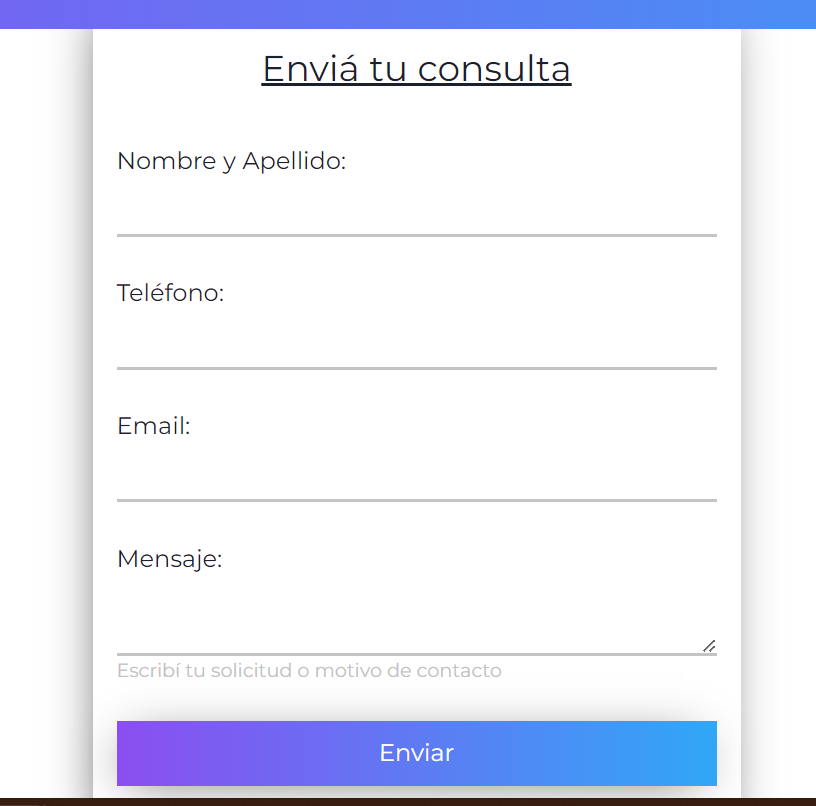 Enviá tu consulta
Nombre y Apellido:
Teléfono:
Email:
Mensaje:
Escribí tu solicitud o motivo de contacto
Enviar